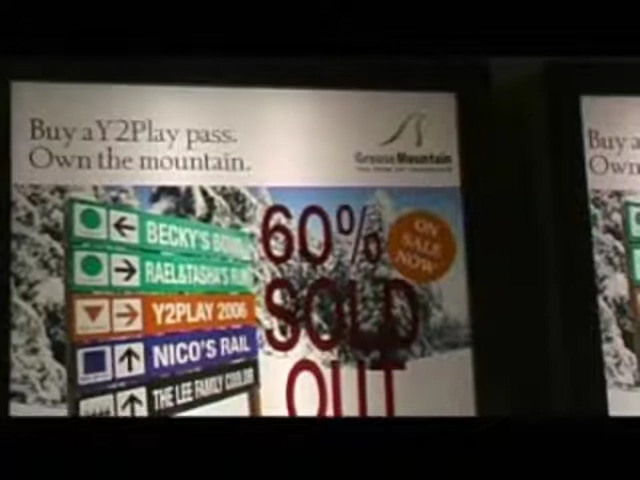 Buy a Y2Play pass.
Own the mountain.
Grouse Mountain
60%
SOLD
OUT
ON
SALE
NOW
BECKY'S BOWL
RAEL&TASHA'S RUN
Y2PLAY 2006
NICO'S RAIL
THE LEE FAMILY
Buy a
Own